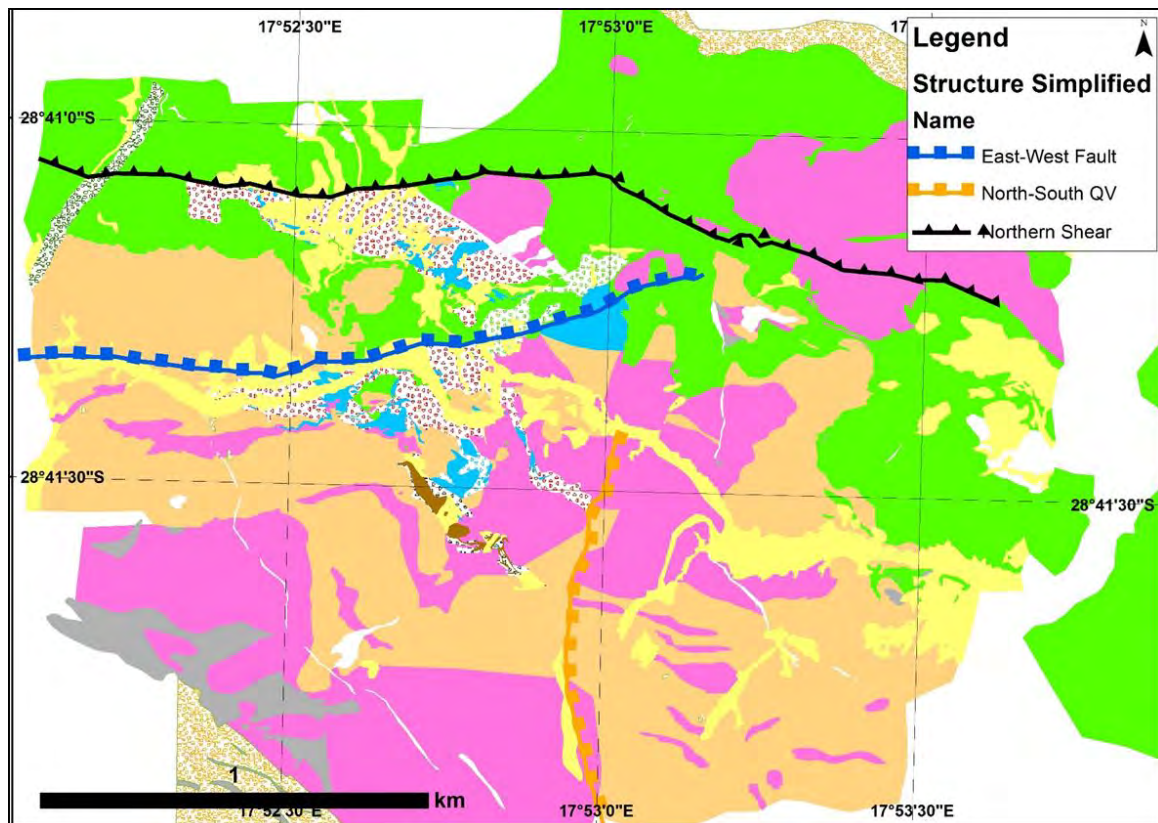 17°52'30"E
17°53'0"E
17°
N
Legend
Structure Simplified
Name
East-West Fault
North-South QV
Northern Shear
28°41'0"S
28°41'30"S
28°41'30"S
1
km
17°52'30"E
17°53'0"E
17°53'30"E